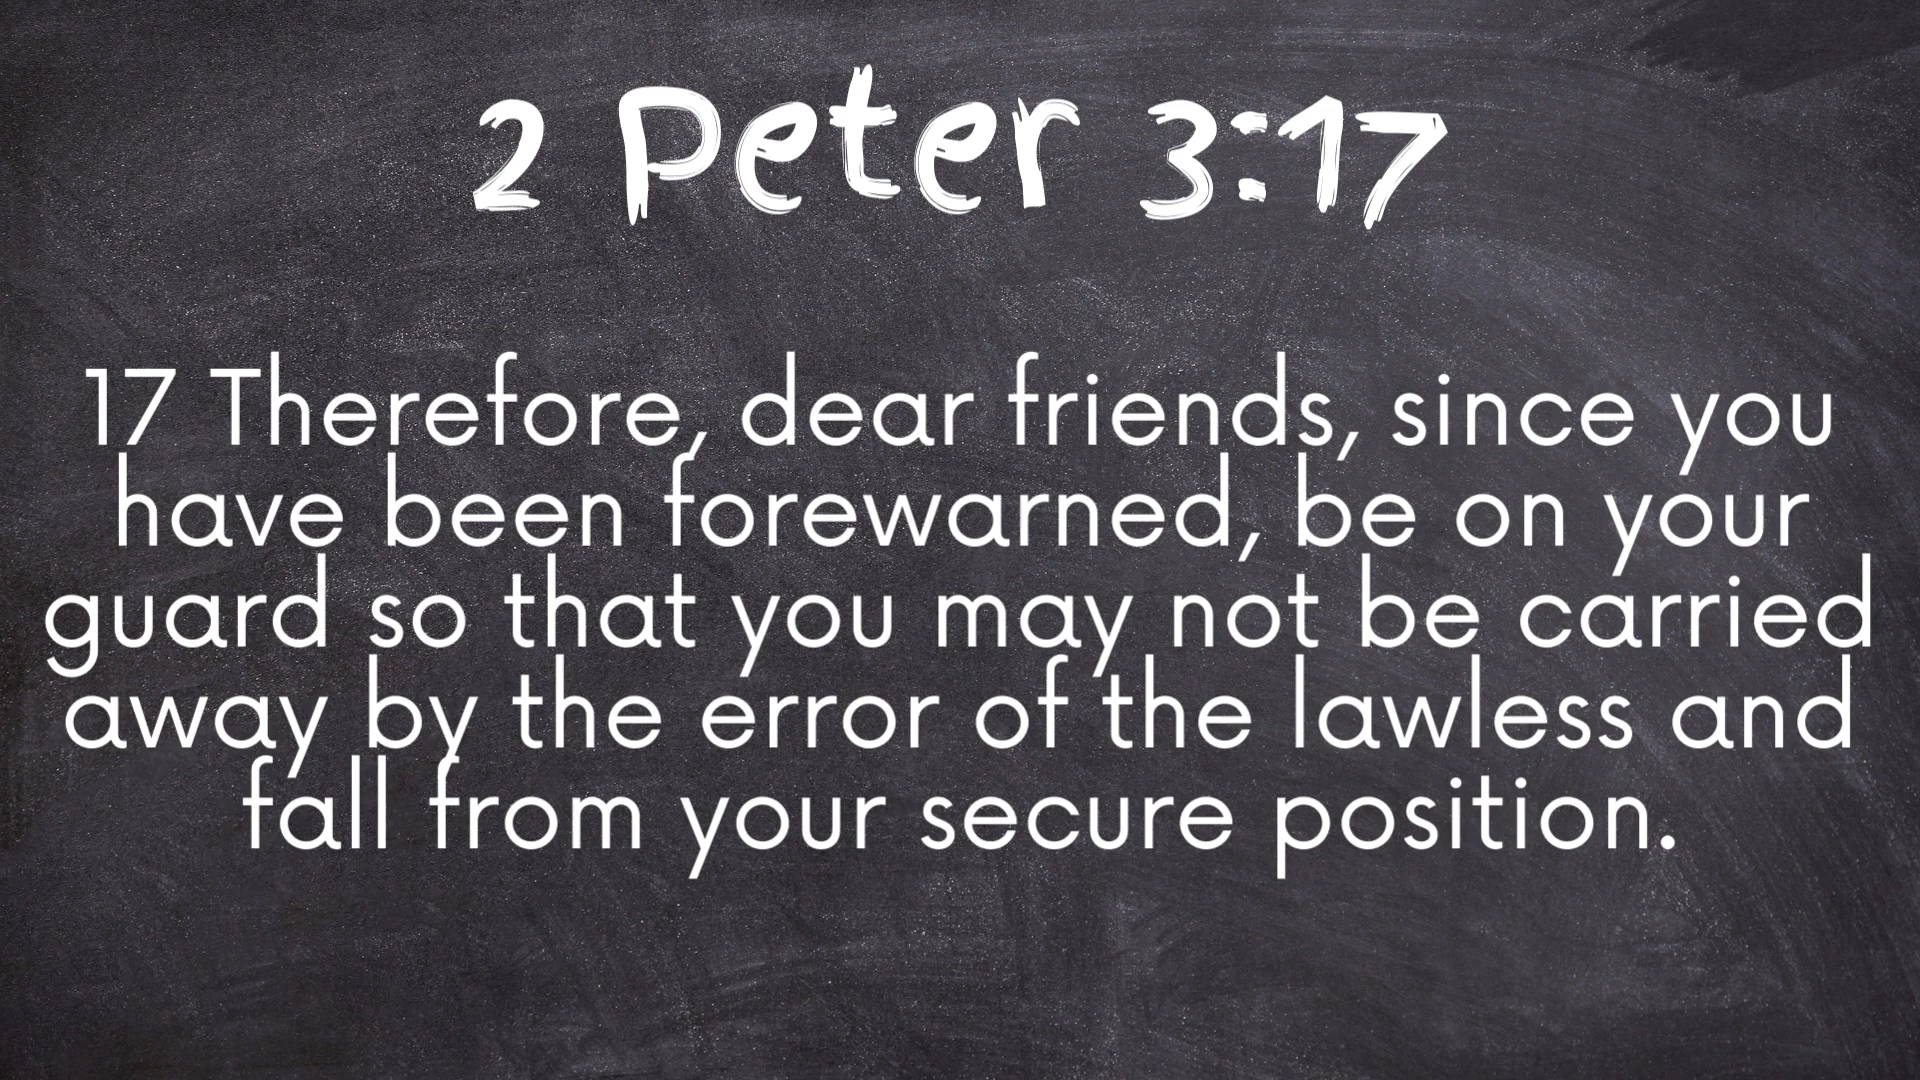 2 Peter 3:17
17 Therefore, dear friends, since you
have been forewarned, be on your
guard so that you may not be carried
away by the error of the lawless and
fall from your secure position.